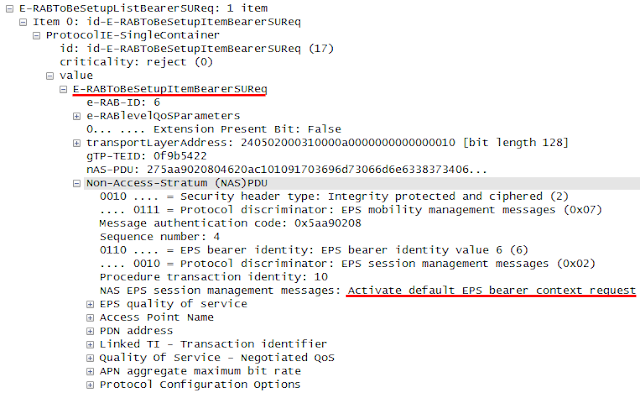 E-RABToBeSetupListBearerSUReq: 1 item
Item 0: id-E-RABToBeSetupItemBearerSUReq
ProtocolIE-SingleContainer
id: id-E-RABToBeSetupItemBearerSUReq (17)
criticality: reject (0)
value
E-RABToBeSetupItemBearerSUReq
e-RAB-ID: 6
e-RABlevelQoSParameters
0... .... Extension Present Bit: False
transportLayerAddress: 240502000310000a0000000000000010 [bit length 128]
gTP-TEID: 0f9b5422
nAS-PDU: 275aa9020804620ac101091703696d73066d6e6338373406...
Non-Access-Stratum (NAS)PDU
0010 .... = Security header type: Integrity protected and ciphered (2)
.... 0111 = Protocol discriminator: EPS mobility management messages (0x07)
Message authentication code: 0x5aa90208
Sequence number: 4
0110 .... = EPS bearer identity: EPS bearer identity value 6 (6)
.... 0010 = Protocol discriminator: EPS session management messages (0x02)
Procedure transaction identity: 10
NAS EPS session management messages: Activate default EPS bearer context request
EPS quality of service
Access Point Name
PDN address
Linked TI - Transaction identifier
Quality Of Service - Negotiated QoS
APN aggregate maximum bit rate
Protocol Configuration Options